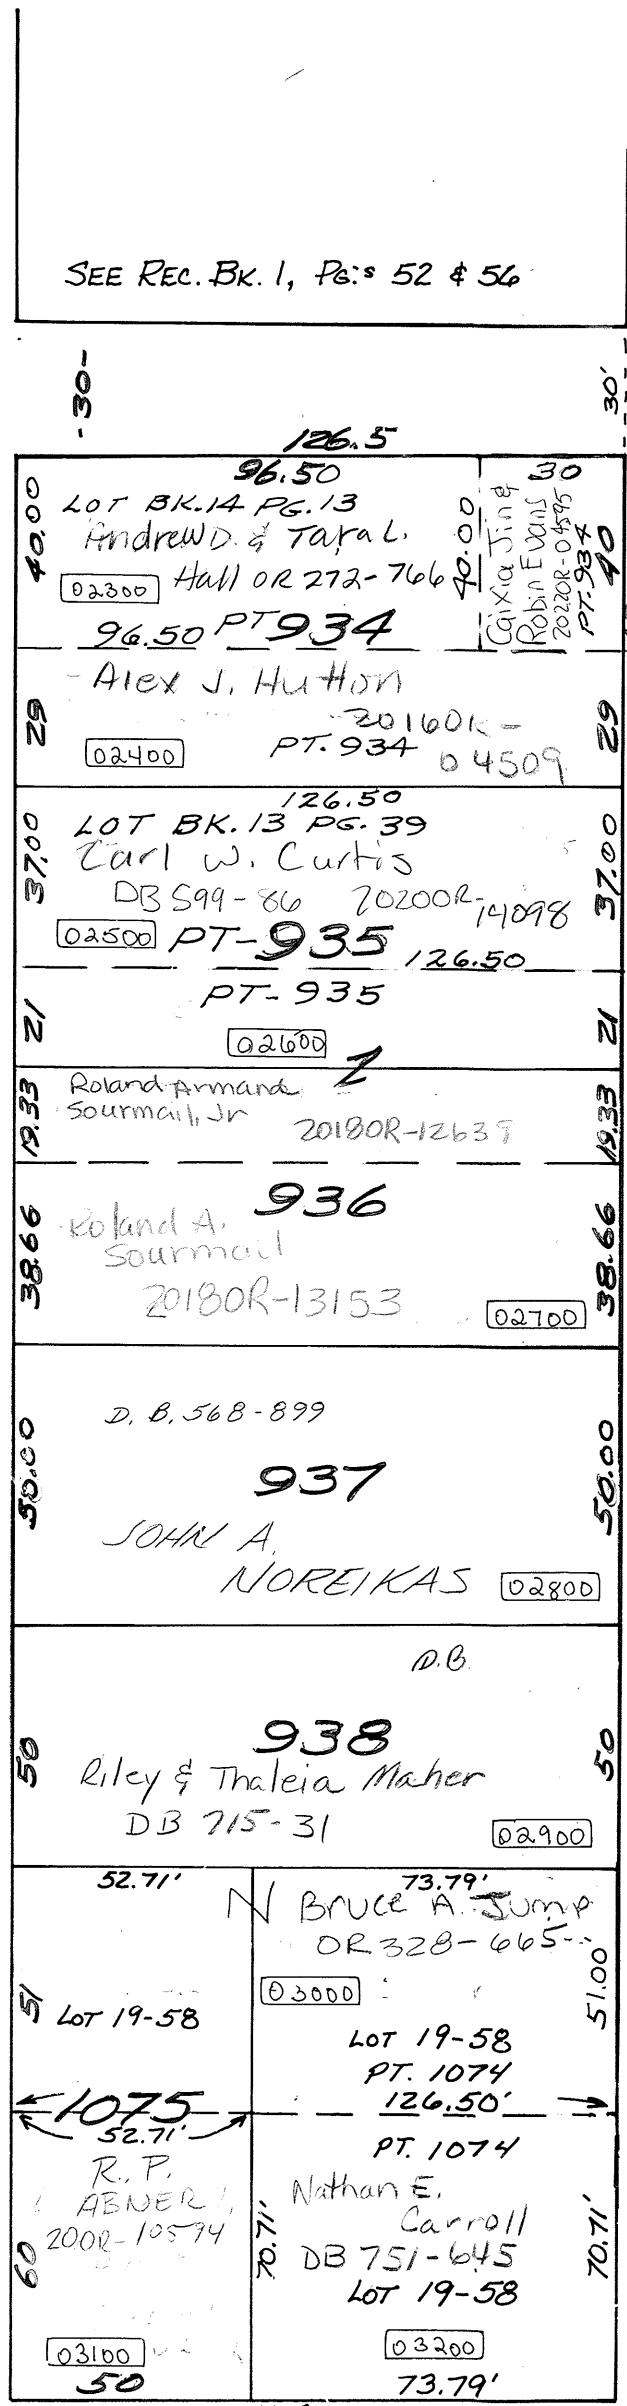 SEE REC. BK. 1, PG:s 52 & 56
-30-
30'
126.5
96.50
30
40.00
LOT BK.14 PG.13
Andrew D. & Tara L.
Hall OR 272-766
02300
40.00
96.50 PT 934
Caixia Jing
Robin Evans
2022OR-04595
PT. 934
40
Alex J. Hutton
2016OR-
04509
29
02400
PT. 934
29
126.50
37.00
LOT BK. 13 PG. 39
Carl W. Curtis
DB 599-86 2020OR-14098
02500 PT-935 126.50
37.00
PT-935
21
02600
21
Z
19.33
Roland Armand
Sourmail, Jr
2018OR-12639
19.33
936
38.66
Roland A.
Sourmail
2018OR-13153
02700
38.66
D. B. 568-899
50.00
937
50.00
JOHN A.
NOREIKAS
02800
D.B.
50
938
50
Riley & Thaleia Maher
DB 715-31
02900
52.71'
73.79'
N
Bruce A. Jump
OR 328-665
03000
51
LOT 19-58
51.00
LOT 19-58
PT. 1074
126.50'
1075
52.71'
R. P.
ABNER
200R-10594
60
03100
50
PT. 1074
Nathan E.
Carroll
DB 751-645
LOT 19-58
70.71'
70.71'
03200
73.79'